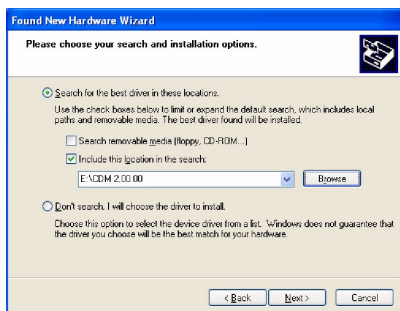 Found New Hardware Wizard
Please choose your search and installation options.
Search for the best driver in these locations.
Use the check boxes below to limit or expand the default search, which includes local
paths and removable media. The best driver found will be installed.
Search removable media (floppy, CD-ROM...)
Include this location in the search:
E:\CDM 2.00.00
Browse
Don't search. I will choose the driver to install.
Choose this option to select the device driver from a list. Windows does not guarantee that
the driver you choose will be the best match for your hardware.
< Back
Next >
Cancel